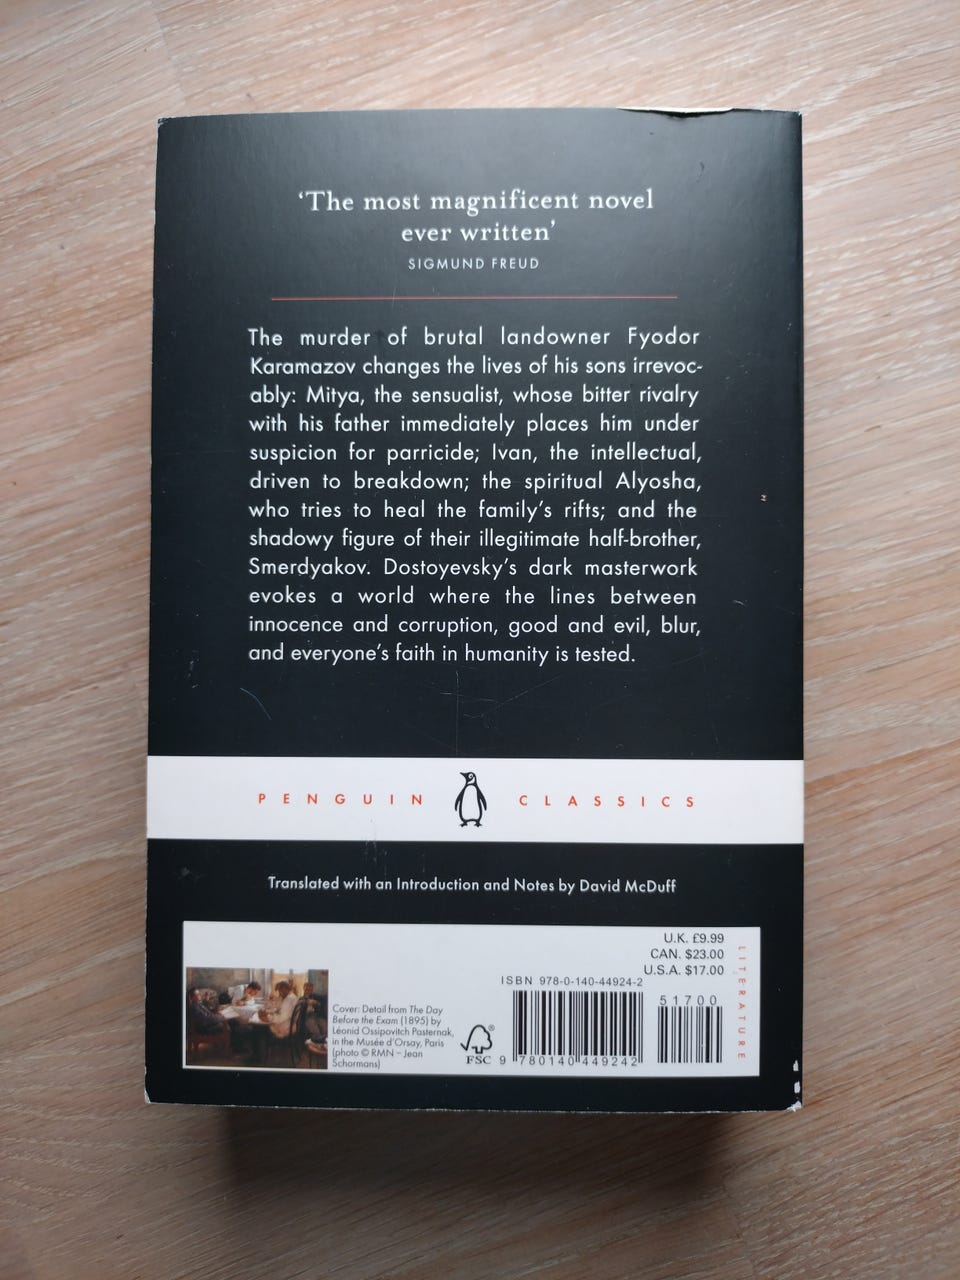 ‘The most magnificent novel
ever written’
SIGMUND FREUD
The murder of brutal landowner Fyodor
Karamazov changes the lives of his sons irrevoc-
ably: Mitya, the sensualist, whose bitter rivalry
with his father immediately places him under
suspicion for parricide; Ivan, the intellectual,
driven to breakdown; the spiritual Alyosha,
who tries to heal the family’s rifts; and the
shadowy figure of their illegitimate half-brother,
Smerdyakov. Dostoyevsky’s dark masterwork
evokes a world where the lines between
innocence and corruption, good and evil, blur,
and everyone’s faith in humanity is tested.
PENGUIN CLASSICS
Translated with an Introduction and Notes by David McDuff
U.K. £9.99
CAN. $23.00
U.S.A. $17.00
LITERATURE
ISBN 978-0-140-44924-2
51700
9 780140 449242
FSC
®
Cover: Detail from The Day
Before the Exam (1895) by
Léonid Ossipovitch Pasternak,
in the Musée d’Orsay, Paris
(photo © RMN – Jean
Schormans)